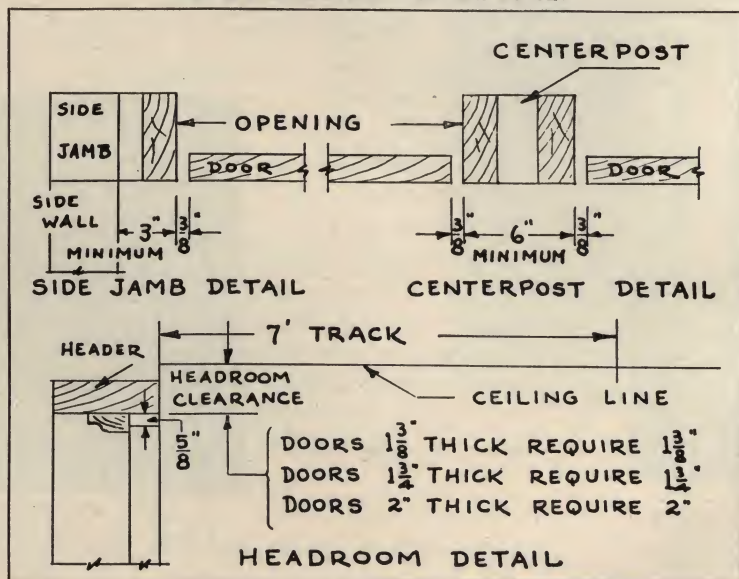 CENTERPOST
SIDE
JAMB
OPENING
DOOR
DOOR
SIDE
WALL
3"
3/8"
3/8"
6"
3/8"
MINIMUM
MINIMUM
SIDE JAMB DETAIL
CENTERPOST DETAIL
7' TRACK
HEADER
HEADROOM
CLEARANCE
CEILING LINE
5/8"
DOORS 1 3/8" THICK REQUIRE 1 3/8"
DOORS 1 3/4" THICK REQUIRE 1 3/4"
DOORS 2" THICK REQUIRE 2"
HEADROOM DETAIL